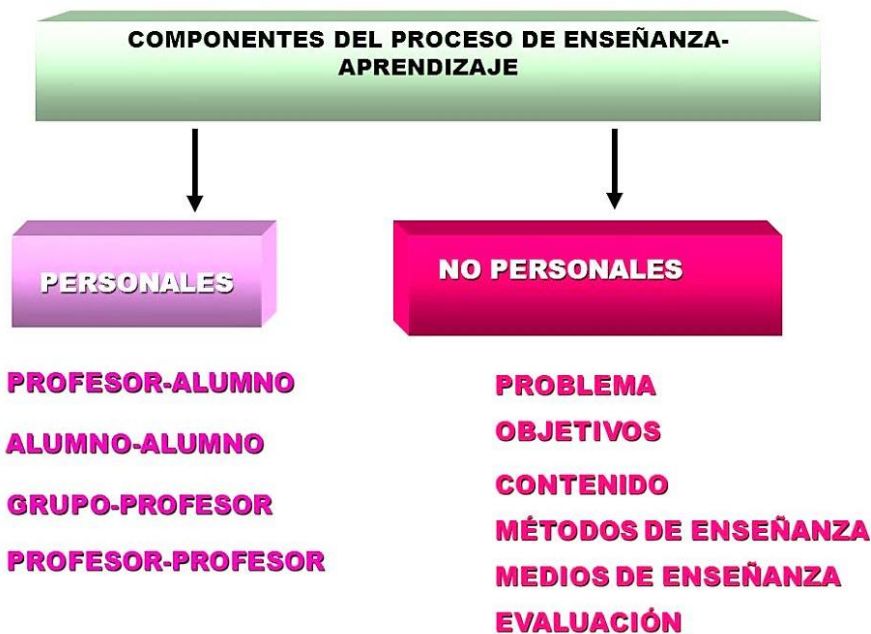 COMPONENTES DEL PROCESO DE ENSEÑANZA-
APRENDIZAJE
PERSONALES
PROFESOR-ALUMNO
ALUMNO-ALUMNO
GRUPO-PROFESOR
PROFESOR-PROFESOR
NO PERSONALES
PROBLEMA
OBJETIVOS
CONTENIDO
MÉTODOS DE ENSEÑANZA
MEDIOS DE ENSEÑANZA
EVALUACIÓN